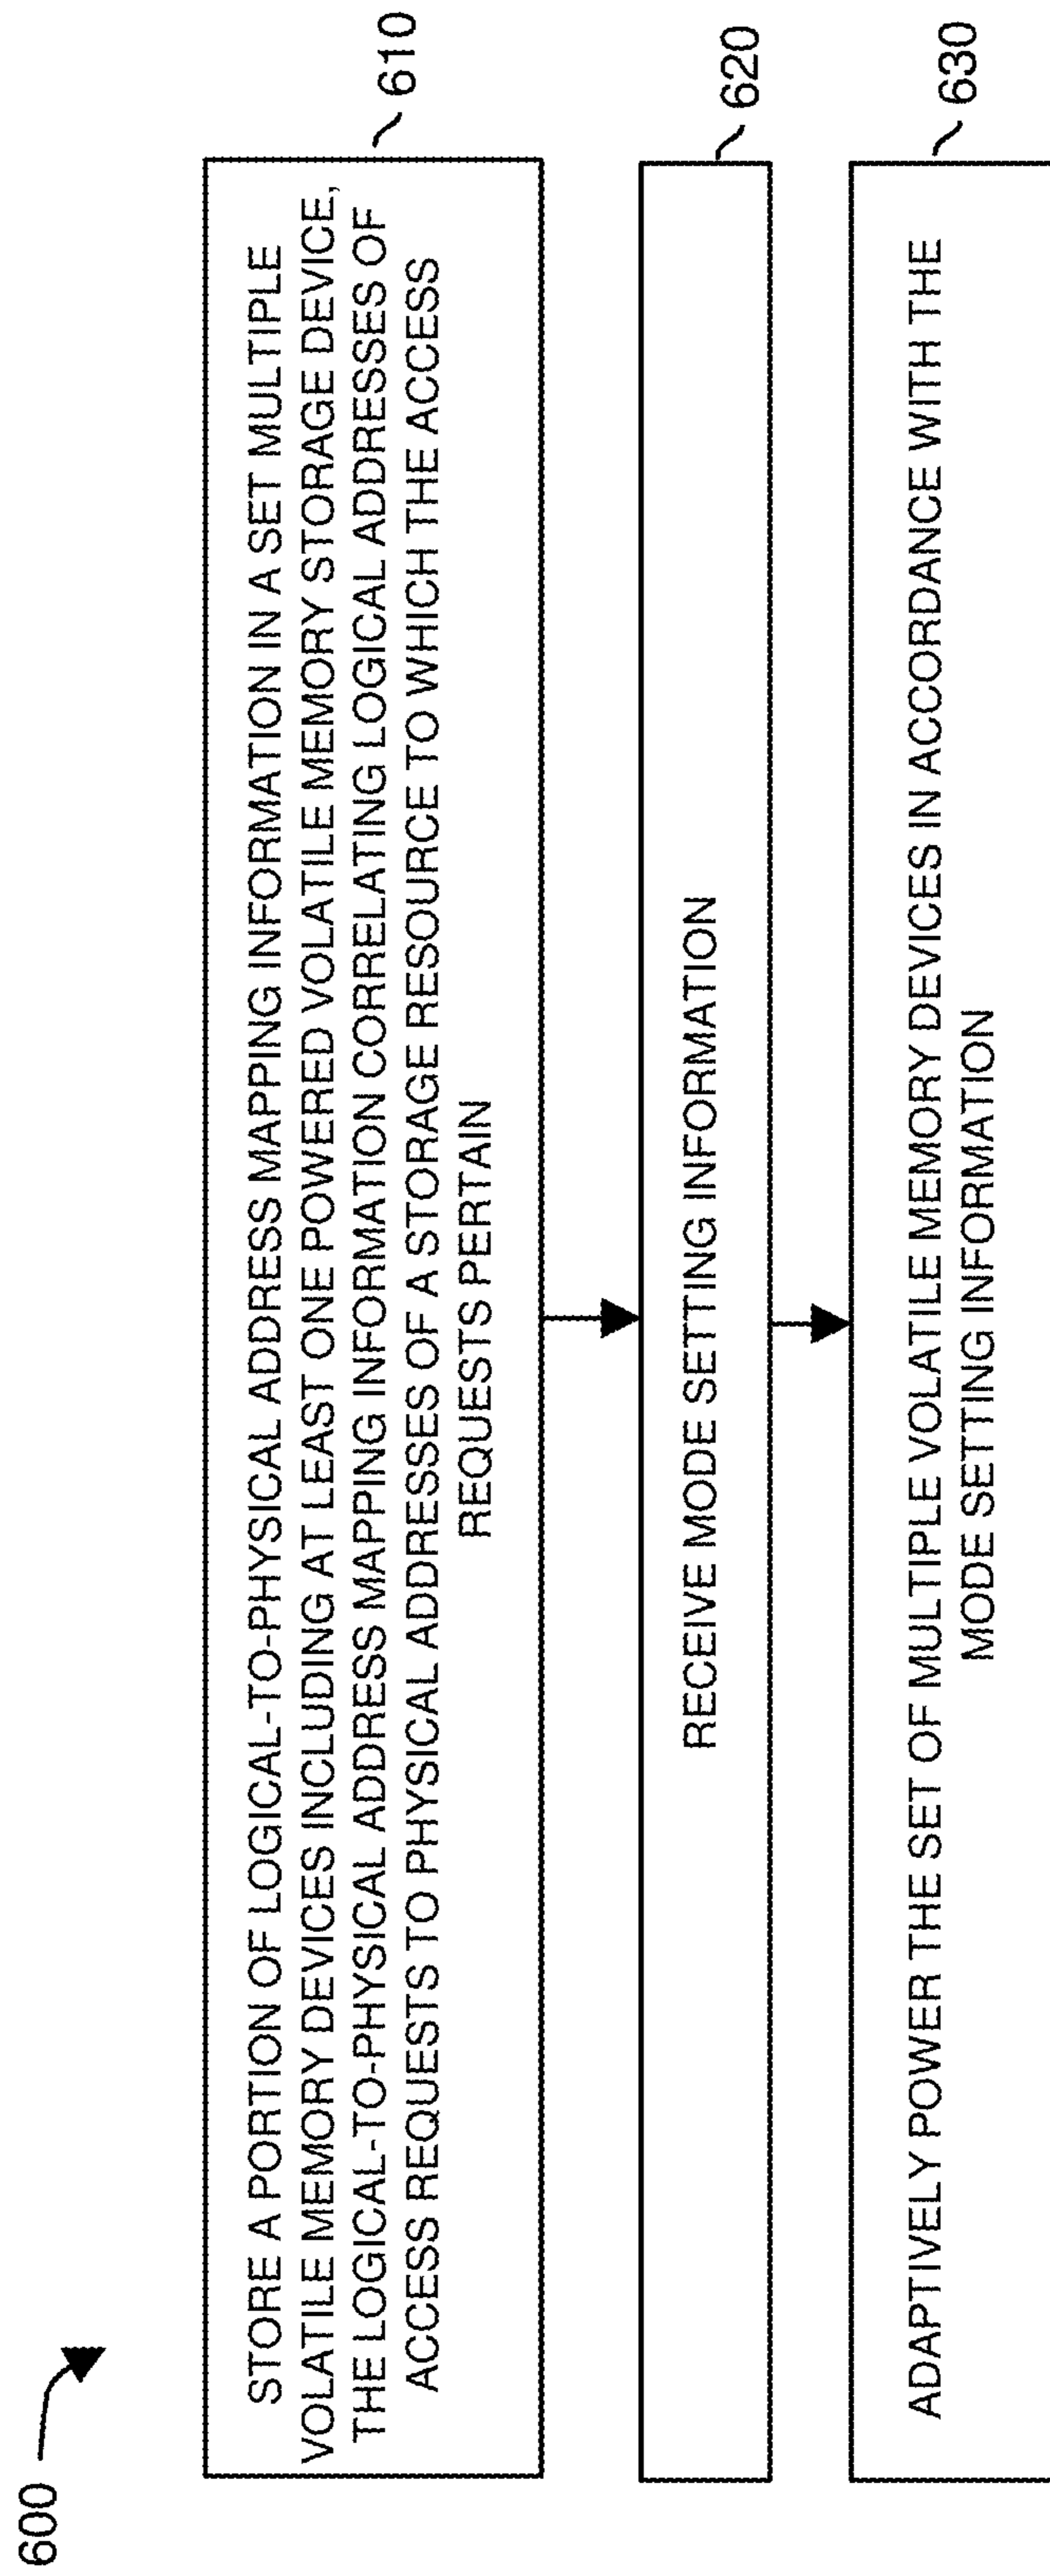 600
STORE A PORTION OF LOGICAL-TO-PHYSICAL ADDRESS MAPPING INFORMATION IN A SET MULTIPLE
VOLATILE MEMORY DEVICES INCLUDING AT LEAST ONE POWERED VOLATILE MEMORY STORAGE DEVICE,
THE LOGICAL-TO-PHYSICAL ADDRESS MAPPING INFORMATION CORRELATING LOGICAL ADDRESSES OF
ACCESS REQUESTS TO PHYSICAL ADDRESSES OF A STORAGE RESOURCE TO WHICH THE ACCESS
REQUESTS PERTAIN
610
RECEIVE MODE SETTING INFORMATION
620
ADAPTIVELY POWER THE SET OF MULTIPLE VOLATILE MEMORY DEVICES IN ACCORDANCE WITH THE
MODE SETTING INFORMATION
630